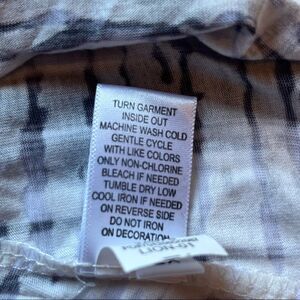 TURN GARMENT
INSIDE OUT
MACHINE WASH COLD
GENTLE CYCLE
WITH LIKE COLORS
ONLY NON-CHLORINE
BLEACH IF NEEDED
TUMBLE DRY LOW
COOL IRON IF NEEDED
ON REVERSE SIDE
DO NOT IRON
ON DECORATION